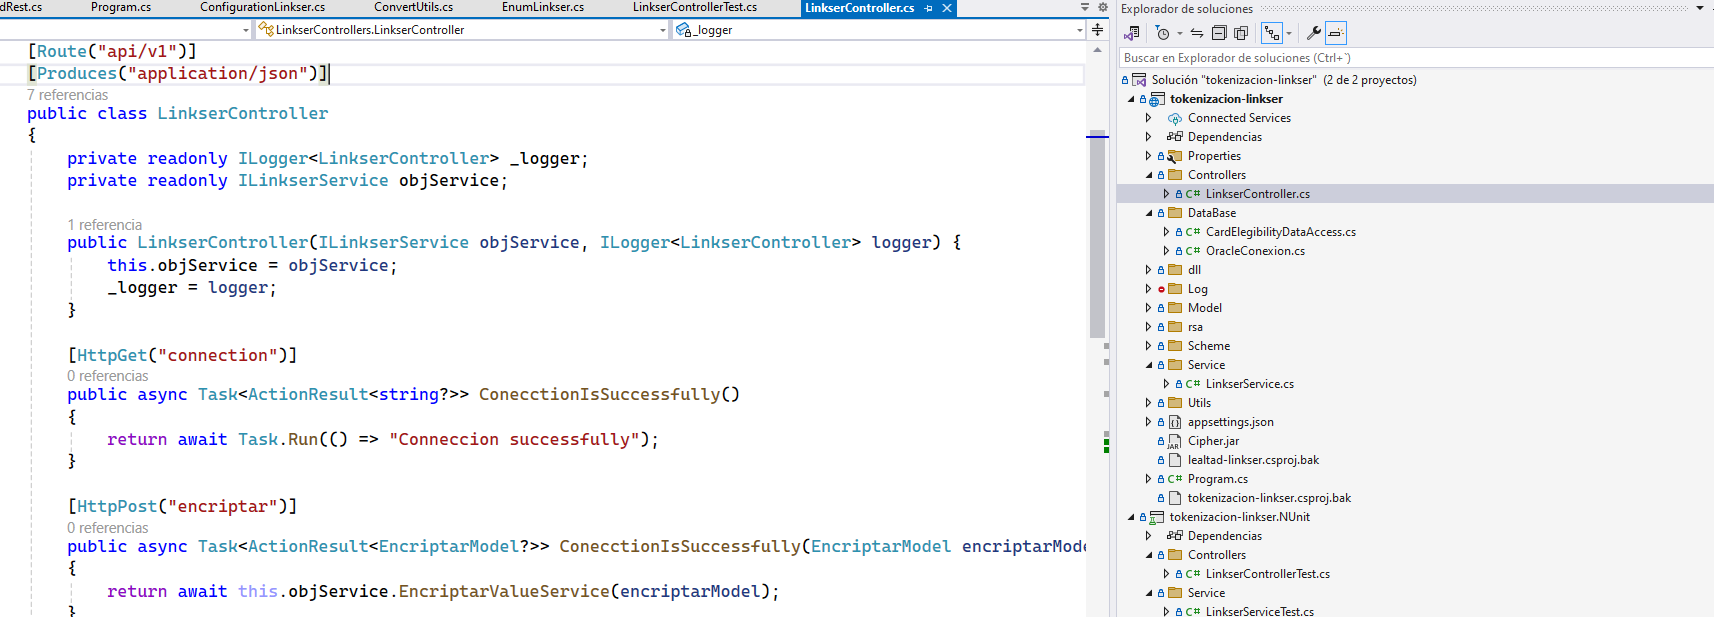 dRest.cs Program.cs ConfigurationLinkser.cs ConvertUtils.cs EnumLinkser.cs LinkserControllerTest.cs LinkserController.cs
LinkserControllers.LinkserController _logger
[Route("api/v1")]
[Produces("application/json")]
7 referencias
public class LinkserController
{
private readonly ILogger<LinkserController> _logger;
private readonly ILinkserService objService;
1 referencia
public LinkserController(ILinkserService objService, ILogger<LinkserController> logger) {
this.objService = objService;
_logger = logger;
}
[HttpGet("connection")]
0 referencias
public async Task<ActionResult<string?>> ConecctionIsSuccessfully()
{
return await Task.Run(() => "Conneccion successfully");
}
[HttpPost("encriptar")]
0 referencias
public async Task<ActionResult<EncriptarModel?>> ConecctionIsSuccessfully(EncriptarModel encriptarMode
{
return await this.objService.EncriptarValueService(encriptarModel);
}
Explorador de soluciones
Buscar en Explorador de soluciones (Ctrl+´)
Solución "tokenizacion-linkser" (2 de 2 proyectos)
tokenizacion-linkser
Connected Services
Dependencias
Properties
Controllers
C# LinkserController.cs
DataBase
C# CardElegibilityDataAccess.cs
C# OracleConexion.cs
dll
Log
Model
rsa
Scheme
Service
C# LinkserService.cs
Utils
appsettings.json
JAR Cipher.jar
lealtad-linkser.csproj.bak
C# Program.cs
tokenizacion-linkser.csproj.bak
tokenizacion-linkser.NUnit
Dependencias
Controllers
C# LinkserControllerTest.cs
Service
C# LinkserServiceTest.cs